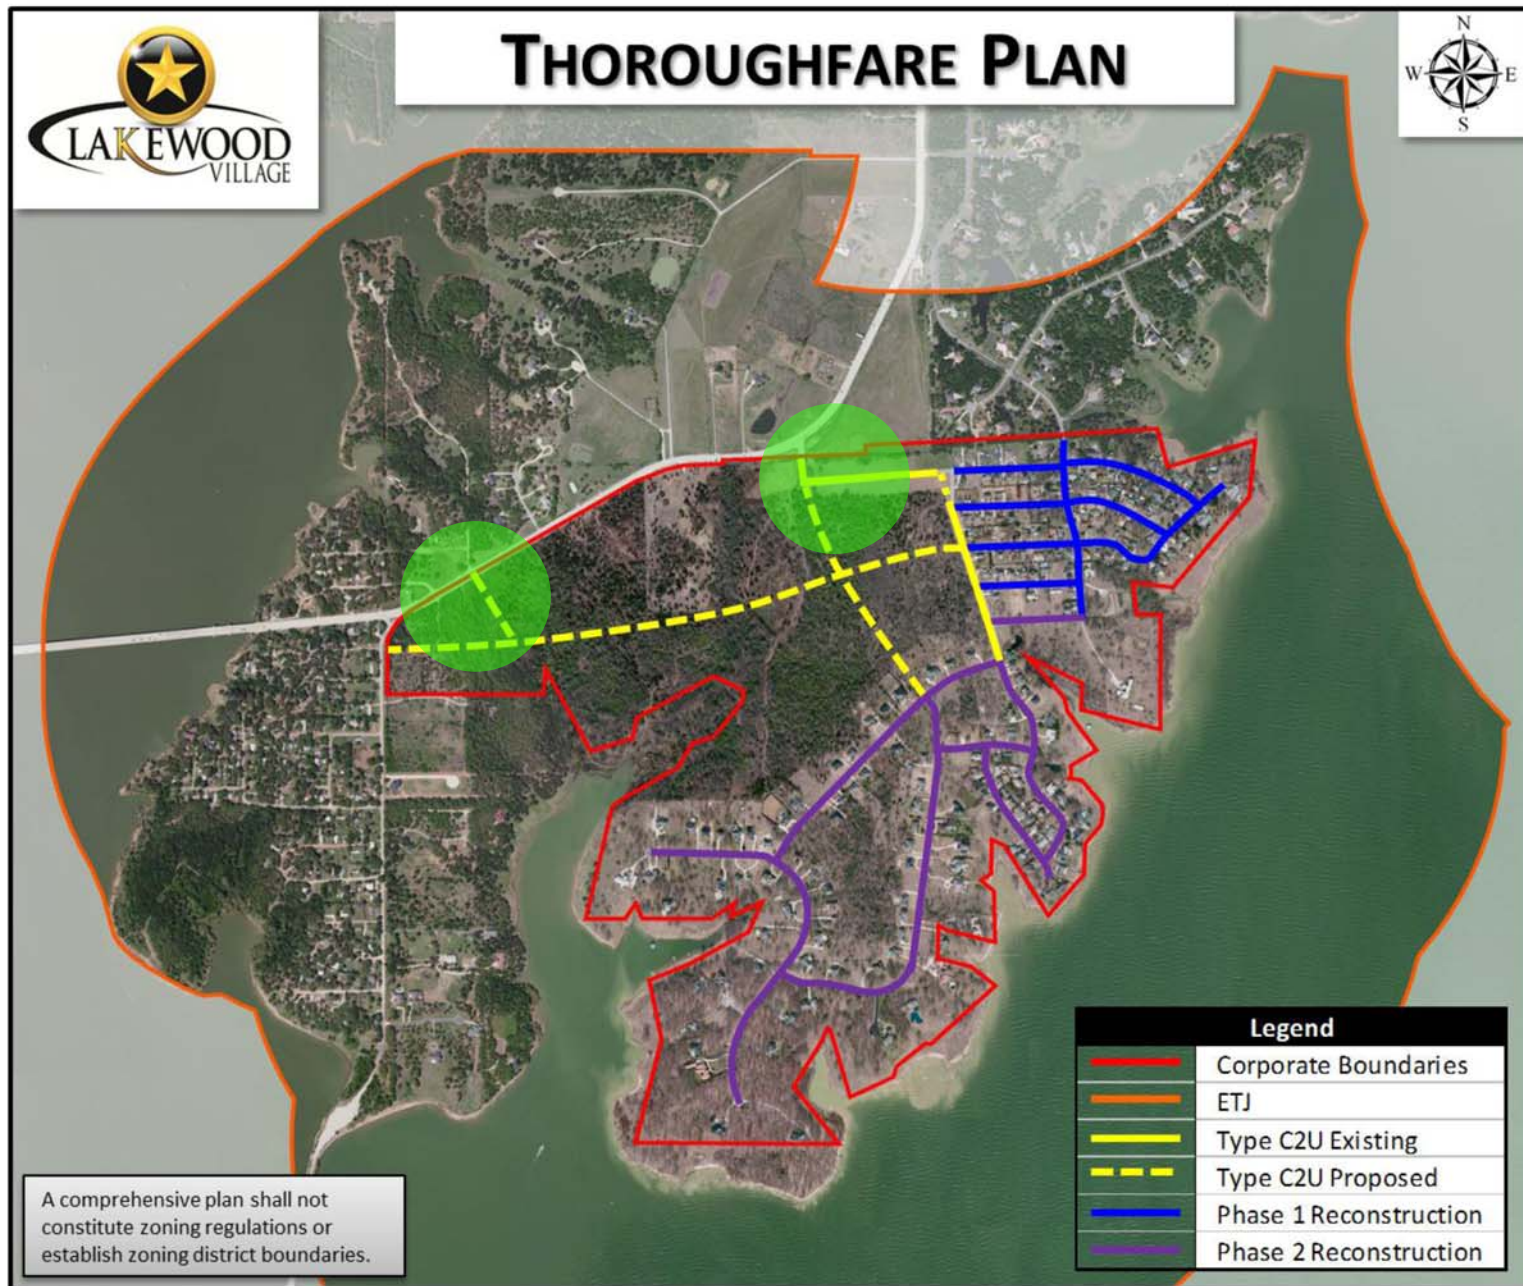 LAKEWOOD
VILLAGE
THOROUGHFARE PLAN
N
W
E
S
Legend
Corporate Boundaries
ETJ
Type C2U Existing
Type C2U Proposed
Phase 1 Reconstruction
Phase 2 Reconstruction
A comprehensive plan shall not
constitute zoning regulations or
establish zoning district boundaries.